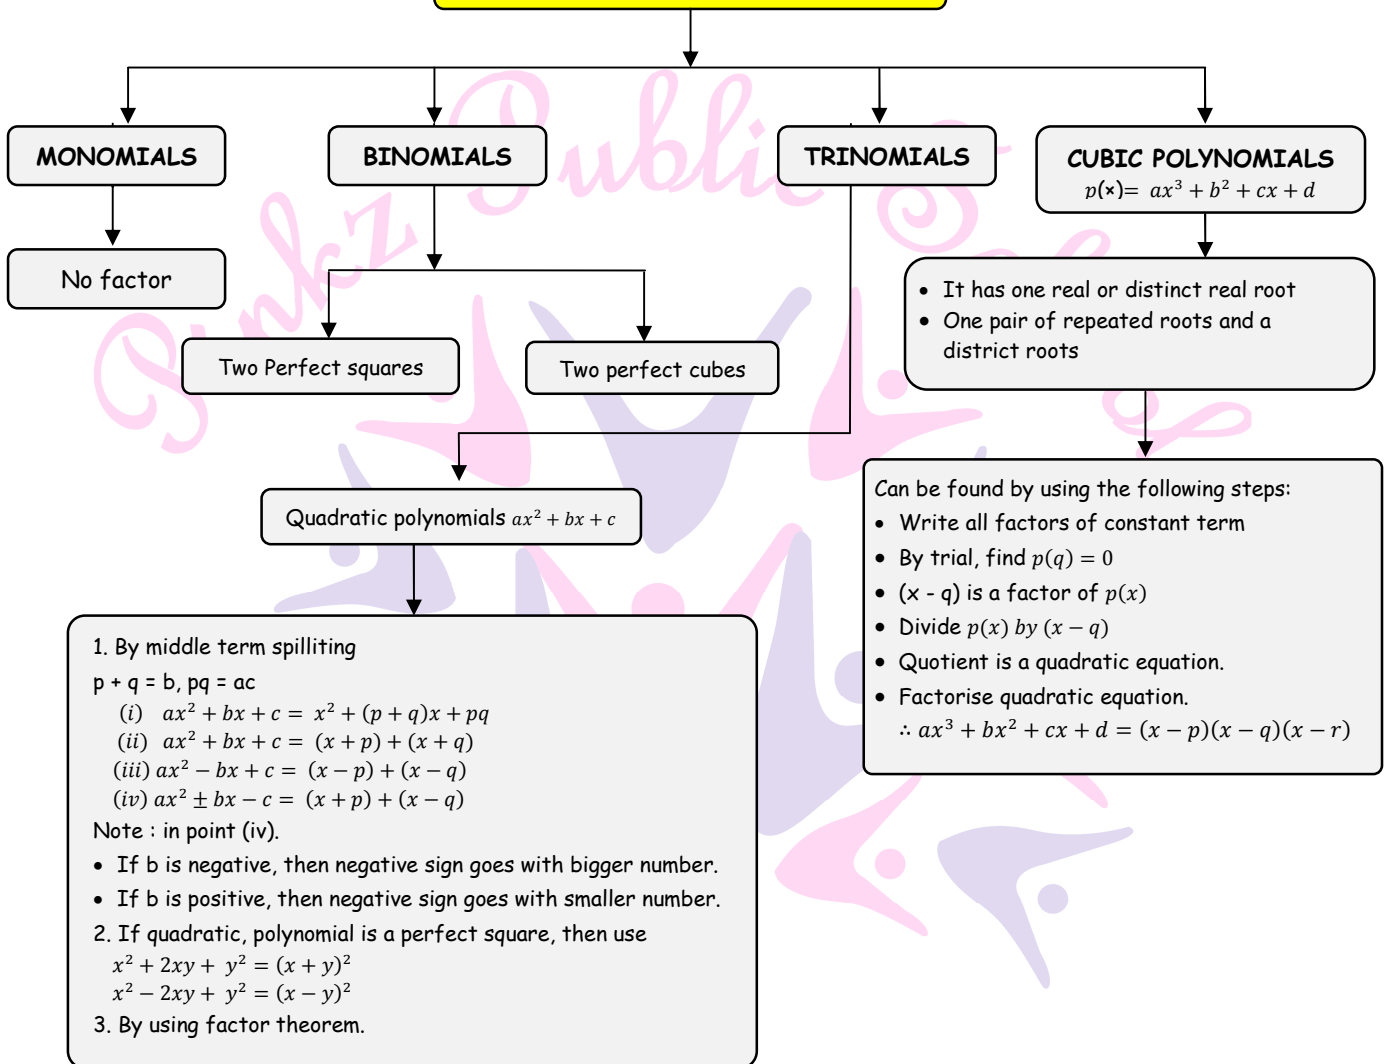 MONOMIALS
BINOMIALS
TRINOMIALS
CUBIC POLYNOMIALS
p(×)= ax³ + b² + cx + d
No factor
Two Perfect squares
Two perfect cubes
• It has one real or distinct real root
• One pair of repeated roots and a
district roots
Quadratic polynomials ax² + bx + c
Can be found by using the following steps:
• Write all factors of constant term
• By trial, find p(q) = 0
• (x - q) is a factor of p(x)
• Divide p(x) by (x − q)
• Quotient is a quadratic equation.
• Factorise quadratic equation.
∴ ax³ + bx² + cx + d = (x − p)(x − q)(x − r)
1. By middle term spilliting
p + q = b, pq = ac
(i) ax² + bx + c = x² + (p + q)x + pq
(ii) ax² + bx + c = (x + p) + (x + q)
(iii) ax² − bx + c = (x − p) + (x − q)
(iv) ax² ± bx − c = (x + p) + (x − q)
Note : in point (iv).
• If b is negative, then negative sign goes with bigger number.
• If b is positive, then negative sign goes with smaller number.
2. If quadratic, polynomial is a perfect square, then use
x² + 2xy + y² = (x + y)²
x² − 2xy + y² = (x − y)²
3. By using factor theorem.
Pinkz Public School